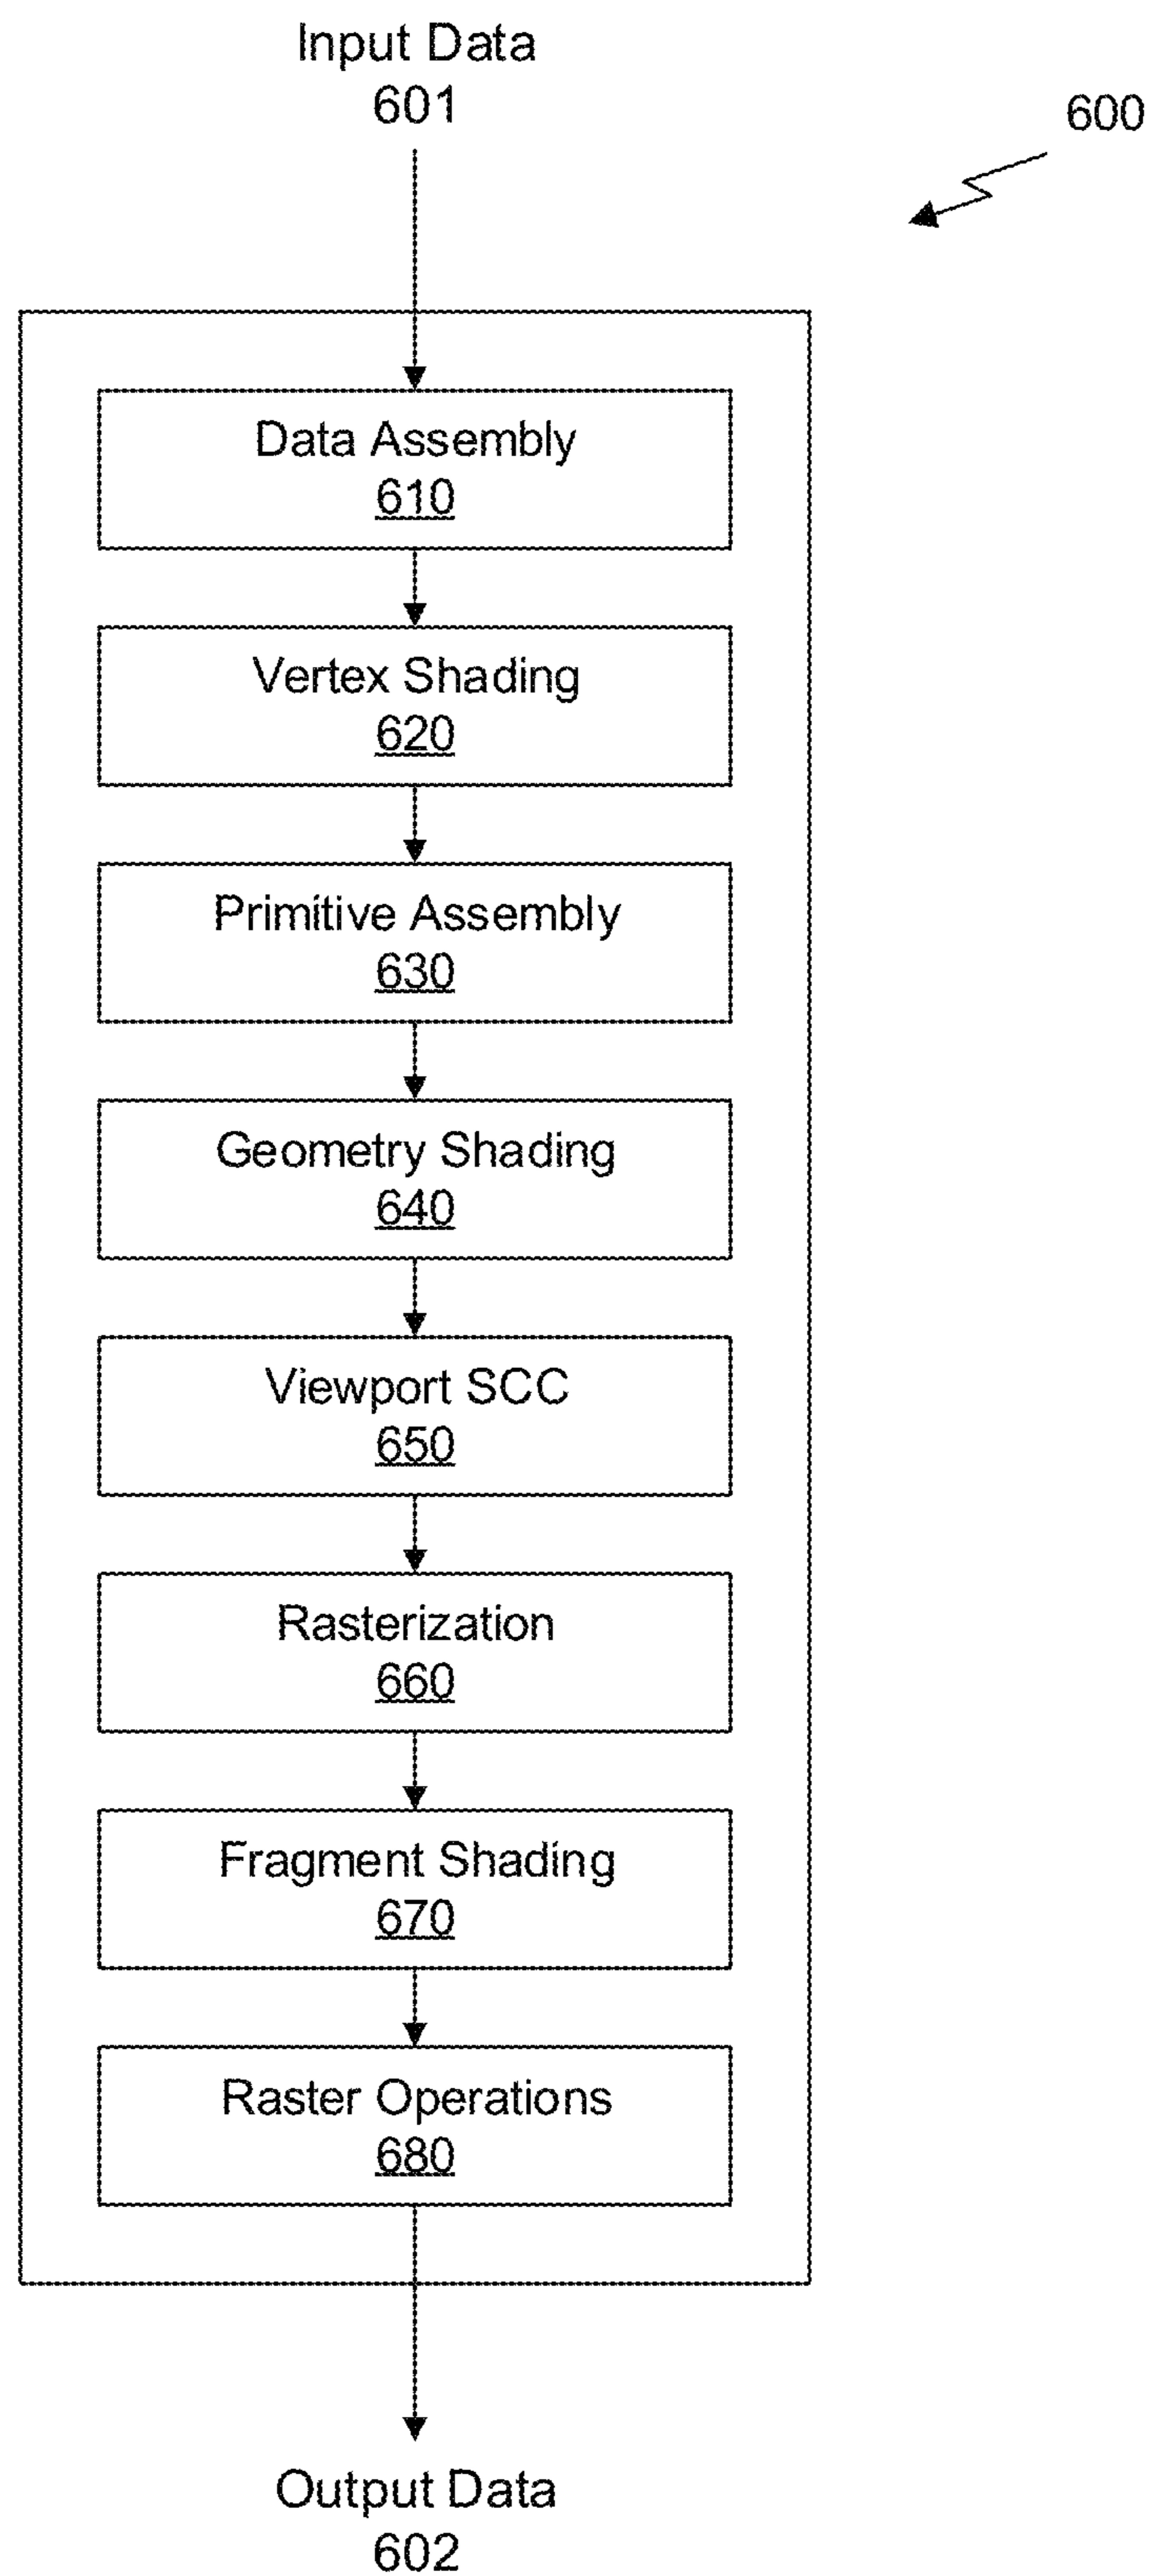 Input Data
601
600
Data Assembly
610
Vertex Shading
620
Primitive Assembly
630
Geometry Shading
640
Viewport SCC
650
Rasterization
660
Fragment Shading
670
Raster Operations
680
Output Data
602